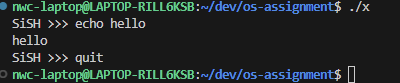 nwc-laptop@LAPTOP-RILL6KSB:~/dev/os-assignment$ ./x
SiSH >>> echo hello
hello
SiSH >>> quit
nwc-laptop@LAPTOP-RILL6KSB:~/dev/os-assignment$